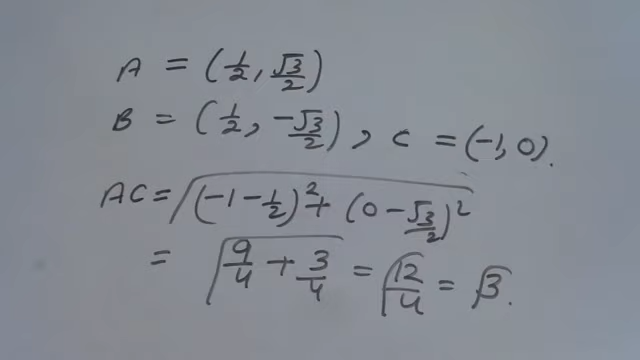 A = (1/2, √3/2)
B = (1/2, -√3/2), C = (-1, 0).
AC = √((-1 - 1/2)² + (0 - √3/2)²)
= √(9/4 + 3/4) = √(12/4) = √3.